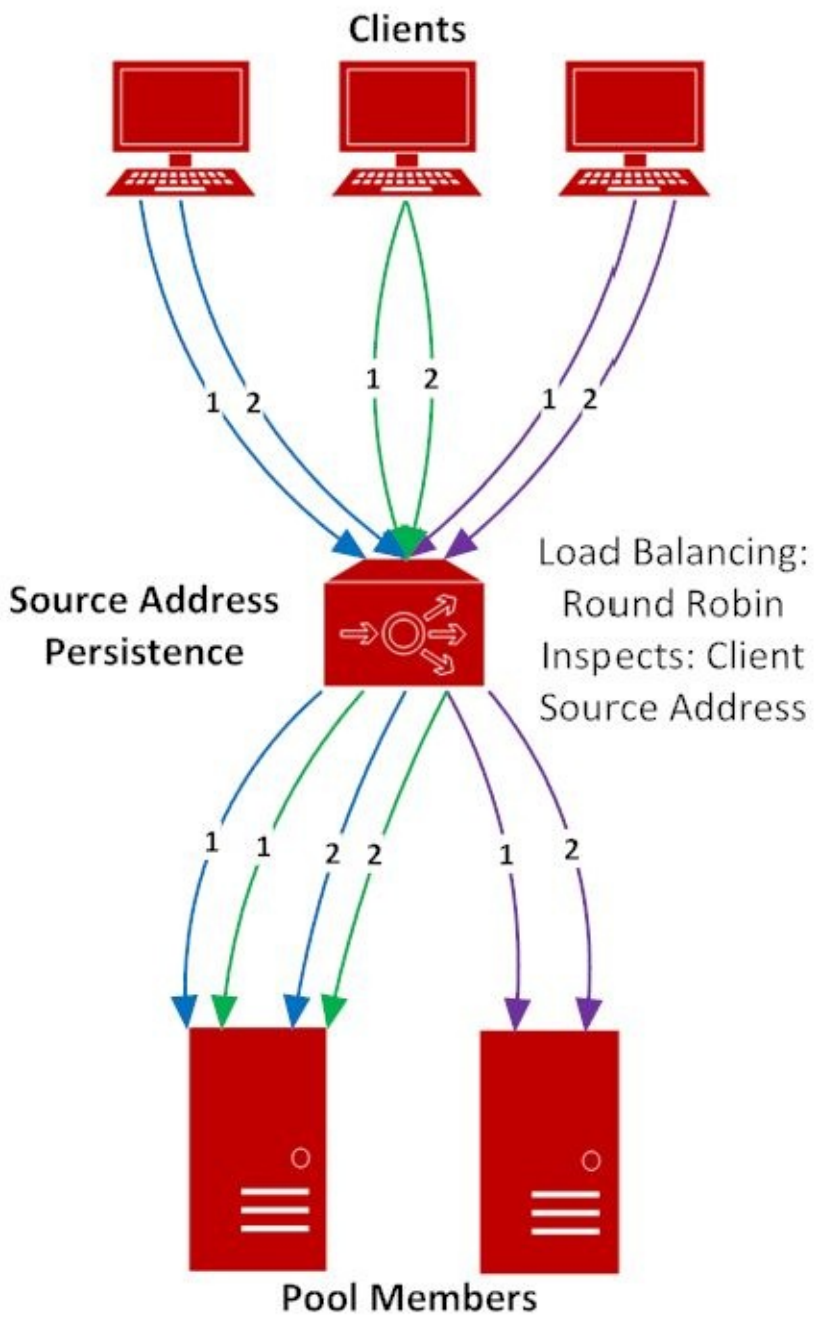 Clients
1
2
1
2
1
2
Source Address
Persistence
Load Balancing:
Round Robin
Inspects: Client
Source Address
1
1
2
2
1
2
Pool Members